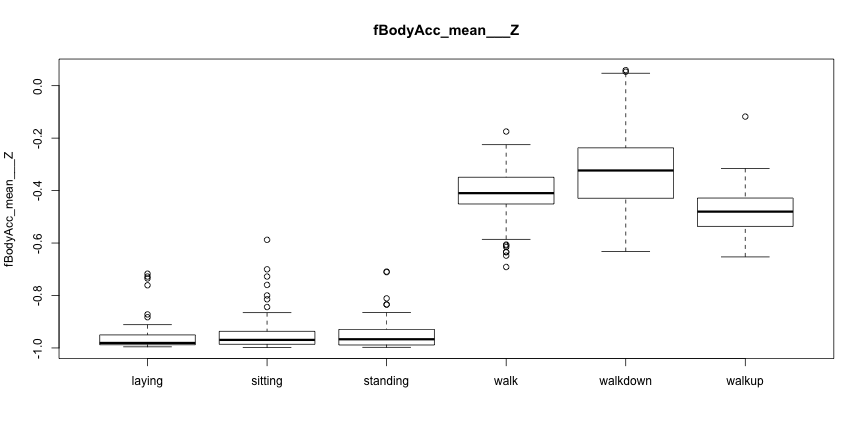 fBodyAcc_mean___Z
fBodyAcc_mean___Z
0.0
-0.2
-0.4
-0.6
-0.8
-1.0
laying sitting standing walk walkdown walkup